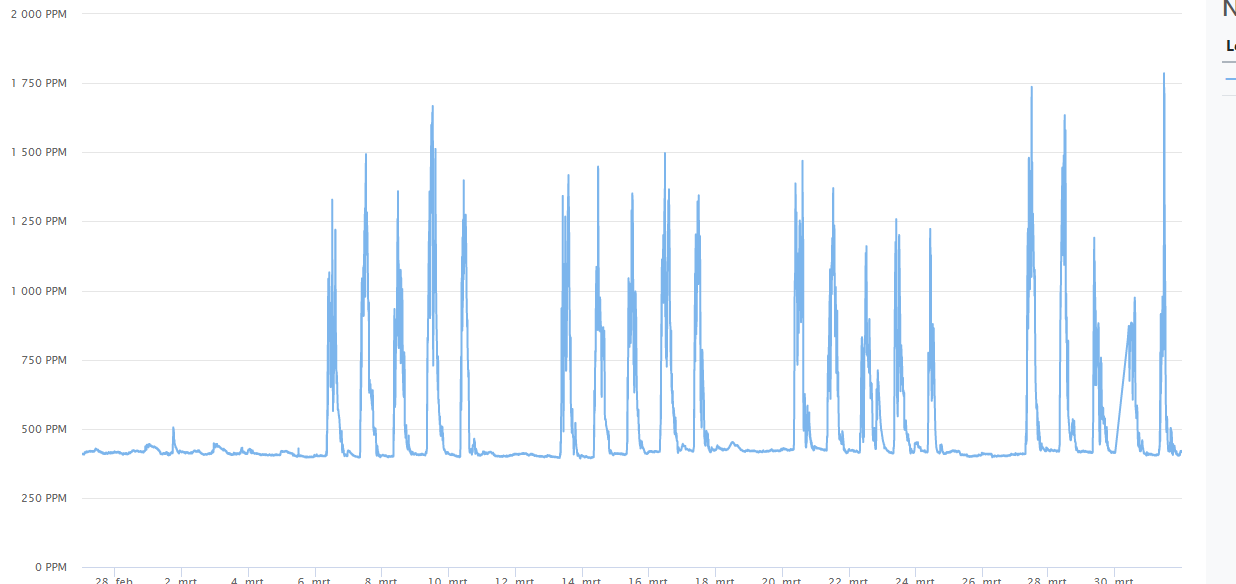 2 000 PPM
1 750 PPM
1 500 PPM
1 250 PPM
1 000 PPM
750 PPM
500 PPM
250 PPM
0 PPM
28. feb 2. mrt 4. mrt 6. mrt 8. mrt 10. mrt 12. mrt 14. mrt 16. mrt 18. mrt 20. mrt 22. mrt 24. mrt 26. mrt 28. mrt 30. mrt
N